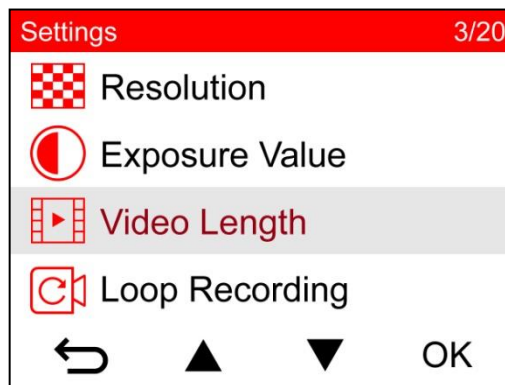 Settings 3/20
Resolution
Exposure Value
Video Length
Loop Recording
OK